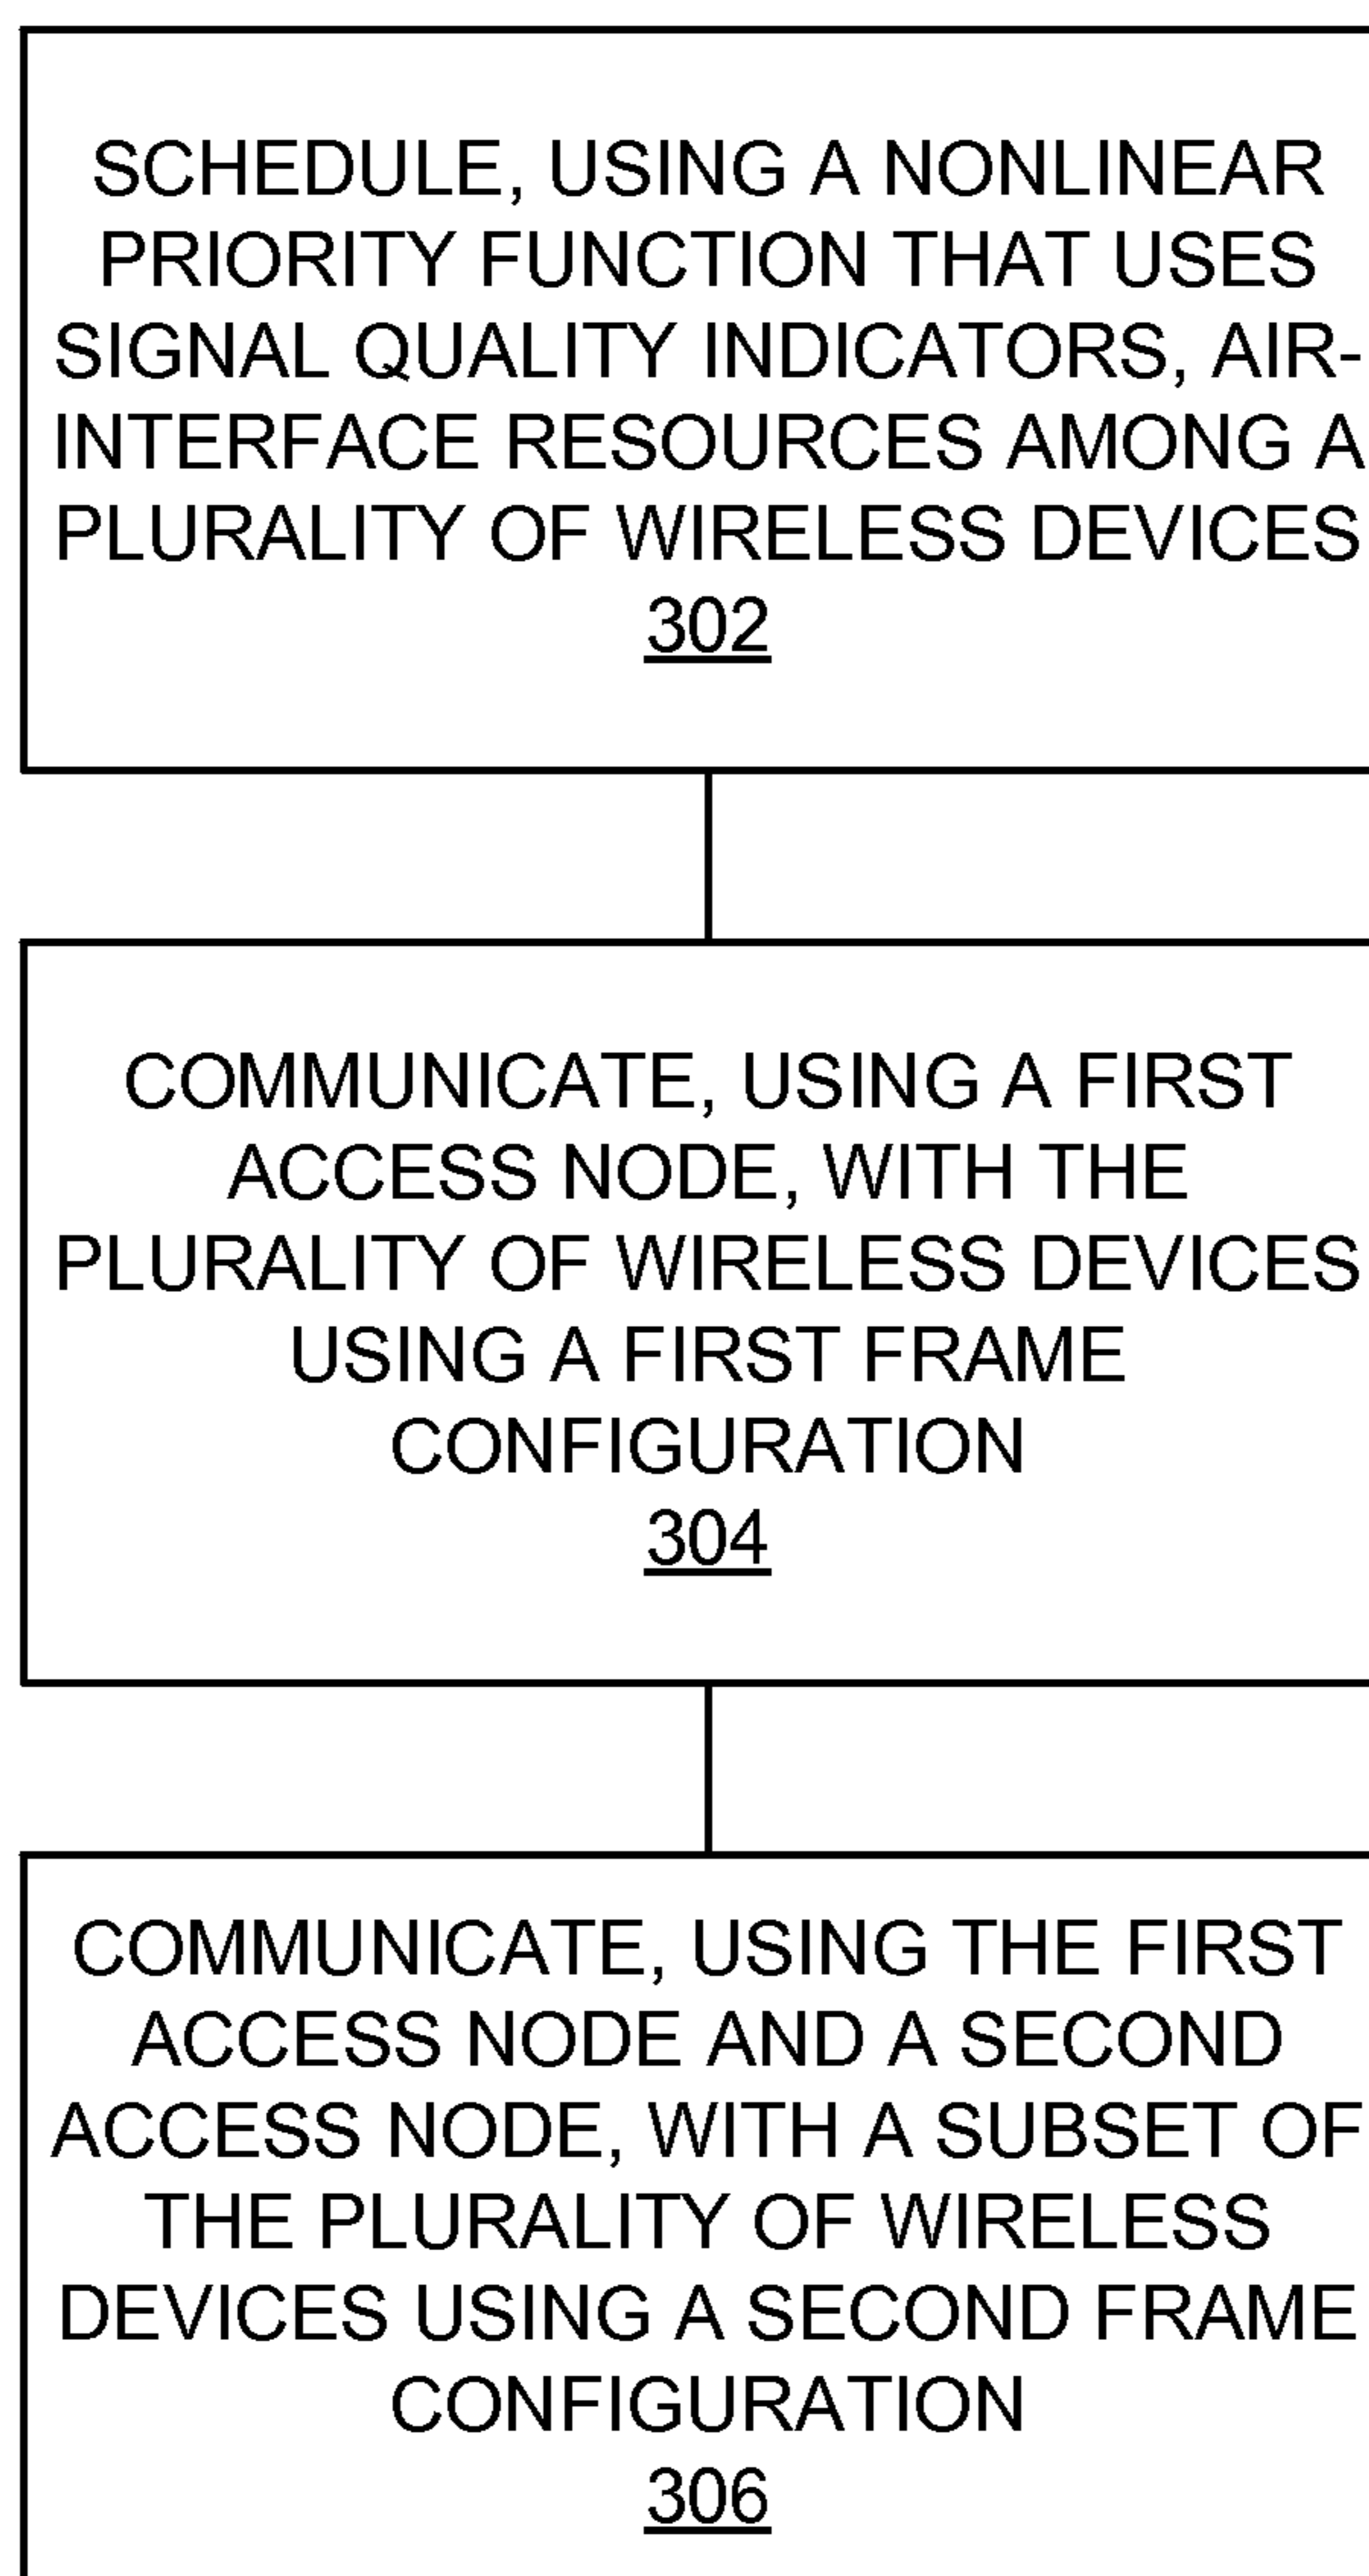 SCHEDULE, USING A NONLINEAR
PRIORITY FUNCTION THAT USES
SIGNAL QUALITY INDICATORS, AIR-
INTERFACE RESOURCES AMONG A
PLURALITY OF WIRELESS DEVICES
302
COMMUNICATE, USING A FIRST
ACCESS NODE, WITH THE
PLURALITY OF WIRELESS DEVICES
USING A FIRST FRAME
CONFIGURATION
304
COMMUNICATE, USING THE FIRST
ACCESS NODE AND A SECOND
ACCESS NODE, WITH A SUBSET OF
THE PLURALITY OF WIRELESS
DEVICES USING A SECOND FRAME
CONFIGURATION
306